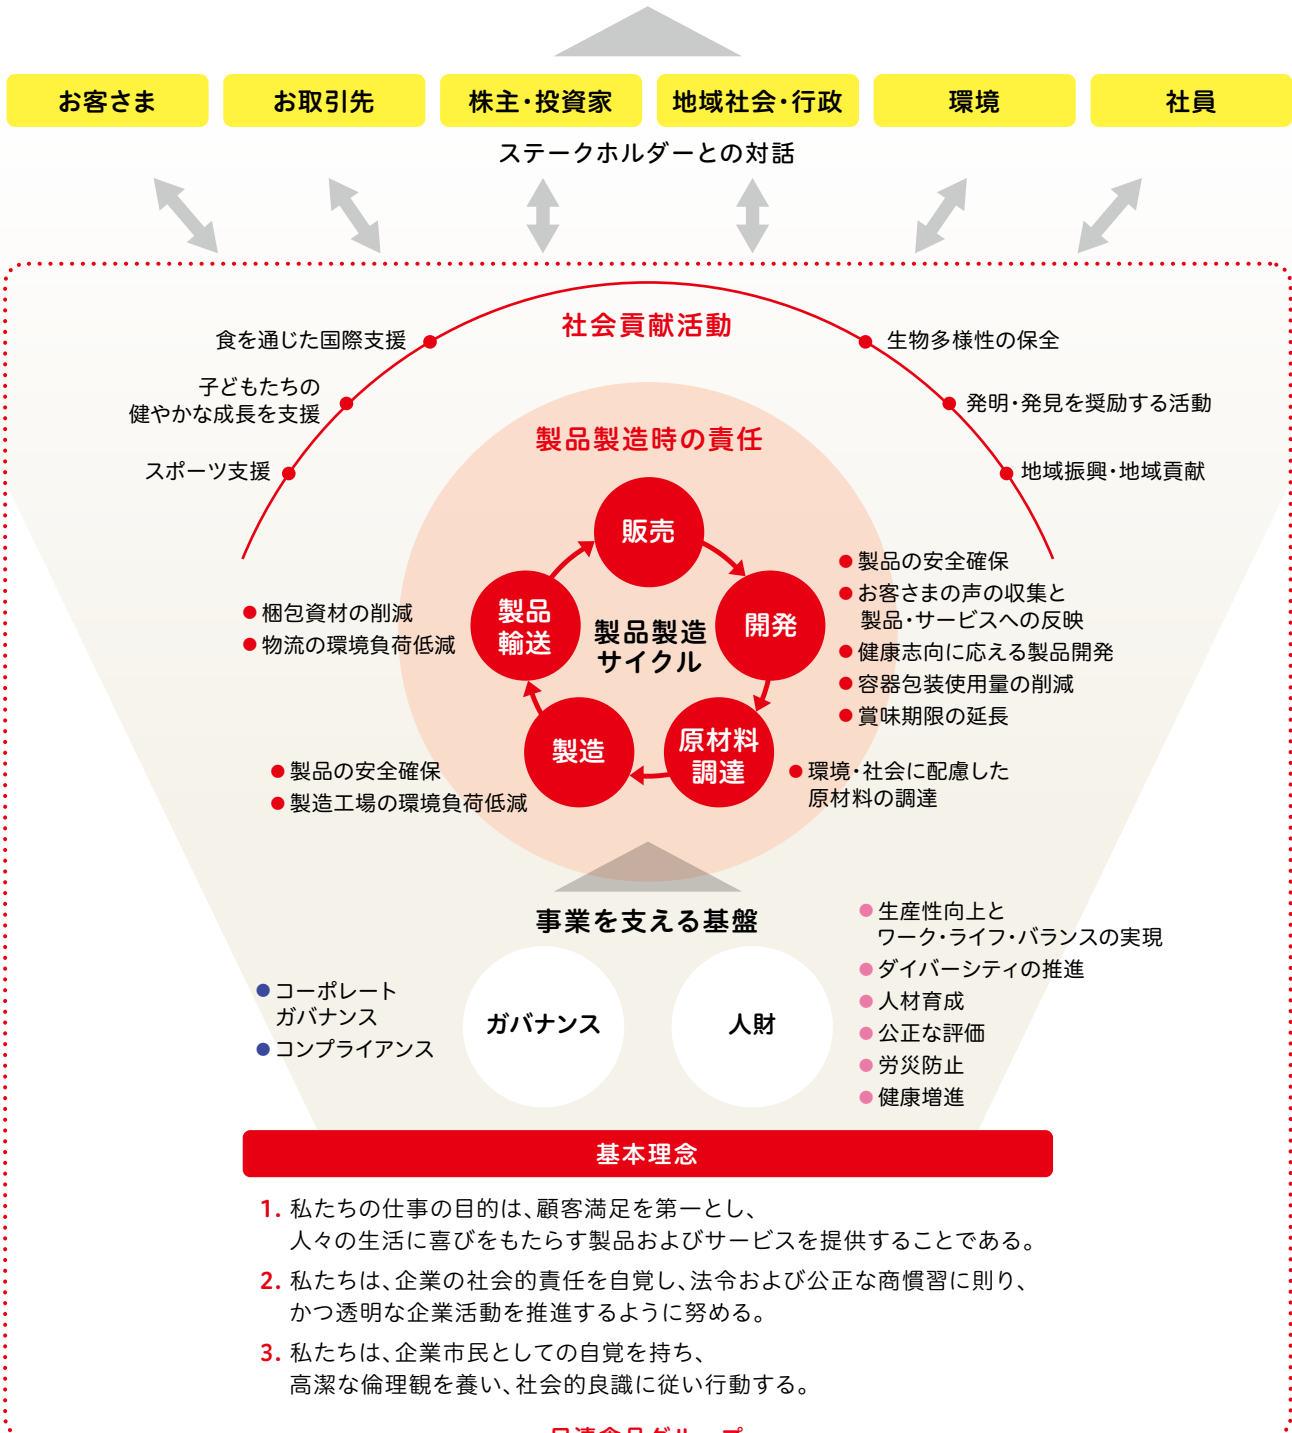 お客さま
お取引先
株主・投資家
地域社会・行政
環境
社員
ステークホルダーとの対話
社会貢献活動
食を通じた国際支援
子どもたちの
健やかな成長を支援
スポーツ支援
生物多様性の保全
発明・発見を奨励する活動
地域振興・地域貢献
製品製造時の責任
販売
開発
原材料
調達
製造
製品
輸送
製品製造
サイクル
梱包資材の削減
物流の環境負荷低減
製品の安全確保
お客さまの声の収集と
製品・サービスへの反映
健康志向に応える製品開発
容器包装使用量の削減
賞味期限の延長
製品の安全確保
製造工場の環境負荷低減
環境・社会に配慮した
原材料の調達
事業を支える基盤
コーポレート
ガバナンス
コンプライアンス
ガバナンス
人財
生産性向上と
ワーク・ライフ・バランスの実現
ダイバーシティの推進
人材育成
公正な評価
労災防止
健康増進
基本理念
1. 私たちの仕事の目的は、顧客満足を第一とし、
人々の生活に喜びをもたらす製品およびサービスを提供することである。
2. 私たちは、企業の社会的責任を自覚し、法令および公正な商慣習に則り、
かつ透明な企業活動を推進するように努める。
3. 私たちは、企業市民としての自覚を持ち、
高潔な倫理観を養い、社会的良識に従い行動する。
日清食品グループ